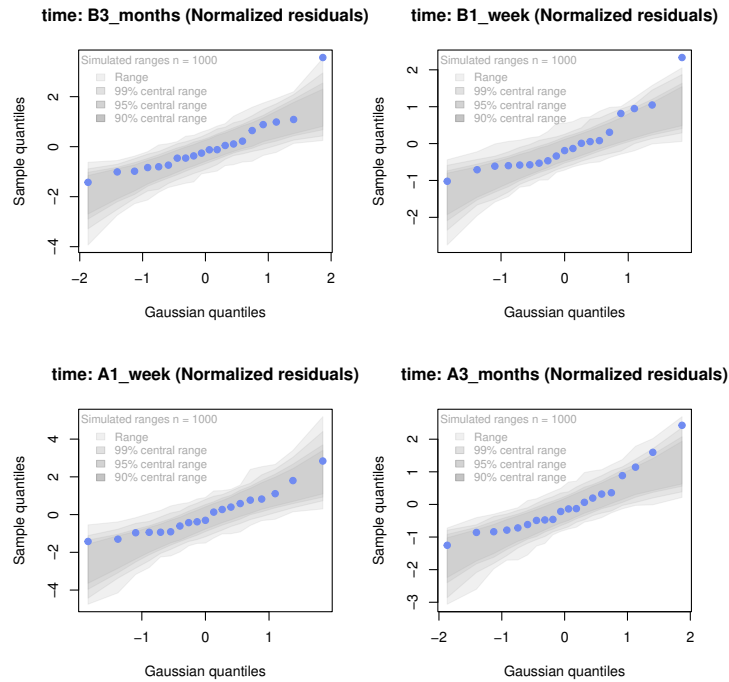 time: B3_months (Normalized residuals)
Simulated ranges n = 1000
Range
99% central range
95% central range
90% central range
2
0
−2
−4
Sample quantiles
−2 −1 0 1 2
Gaussian quantiles
time: B1_week (Normalized residuals)
Simulated ranges n = 1000
Range
99% central range
95% central range
90% central range
2
1
0
−1
−2
Sample quantiles
−1 0 1
Gaussian quantiles
time: A1_week (Normalized residuals)
Simulated ranges n = 1000
Range
99% central range
95% central range
90% central range
4
2
0
−2
−4
Sample quantiles
−1 0 1
Gaussian quantiles
time: A3_months (Normalized residuals)
Simulated ranges n = 1000
Range
99% central range
95% central range
90% central range
2
1
0
−1
−2
−3
Sample quantiles
−2 −1 0 1 2
Gaussian quantiles